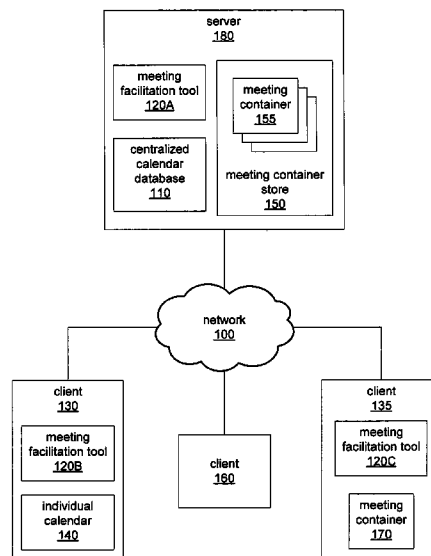 server
180
meeting
facilitation tool
120A
centralized
calendar
database
110
meeting
container
155
meeting container
store
150
network
100
client
130
meeting
facilitation tool
120B
individual
calendar
140
client
160
client
135
meeting
facilitation tool
120C
meeting
container
170